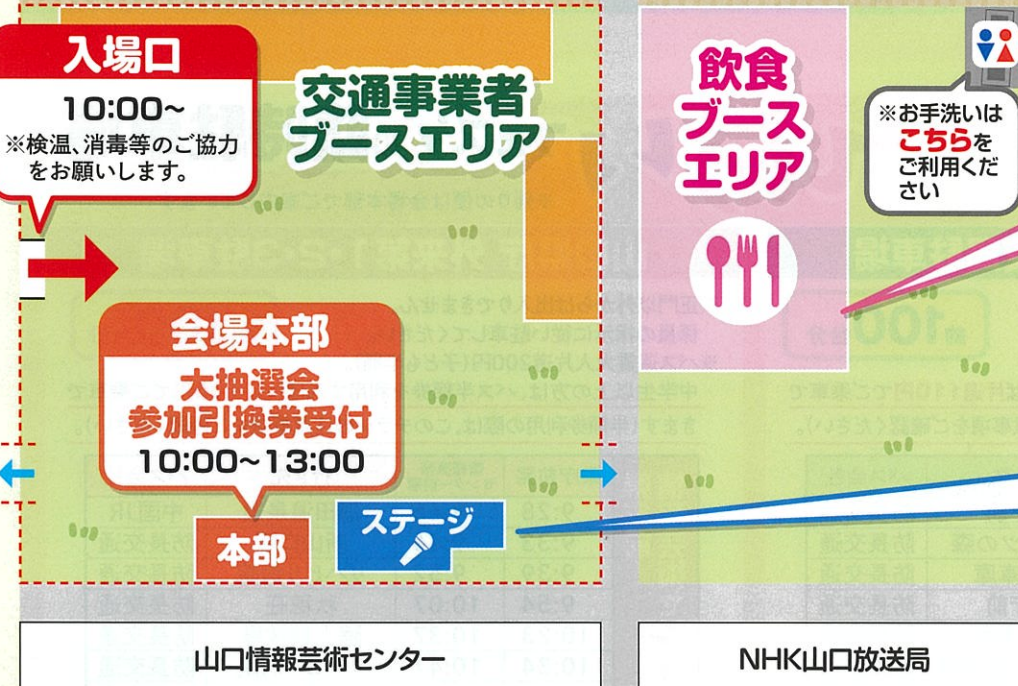 入場口
10:00~
※検温、消毒等のご協力
をお願いします。
交通事業者
ブースエリア
飲食
ブース
エリア
※お手洗いは
こちらを
ご利用くだ
さい
会場本部
大抽選会
参加引換券受付
10:00~13:00
本部
ステージ
山口情報芸術センター
NHK山口放送局